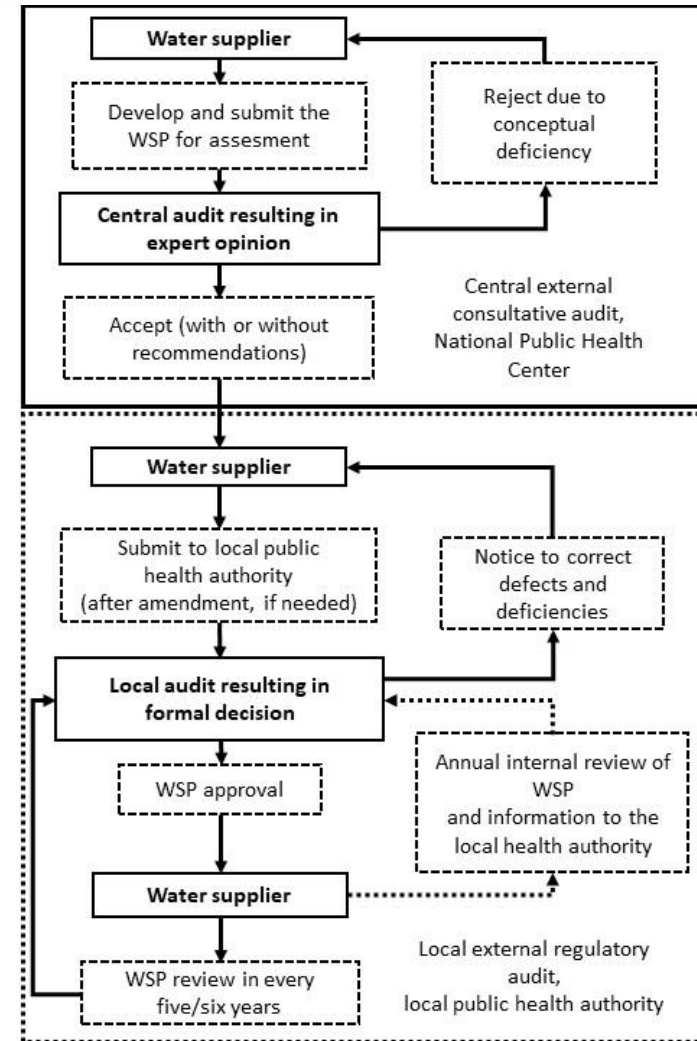 Water supplier
Develop and submit the
WSP for assesment
Reject due to
conceptual
deficiency
Central audit resulting in
expert opinion
Accept (with or without
recommendations)
Central external
consultative audit,
National Public Health
Center
Water supplier
Submit to local public
health authority
(after amendment, if needed)
Notice to correct
defects and
deficiencies
Local audit resulting in
formal decision
WSP approval
Annual internal review of
WSP
and information to the
local health authority
Water supplier
WSP review in every
five/six years
Local external regulatory
audit,
local public health authority